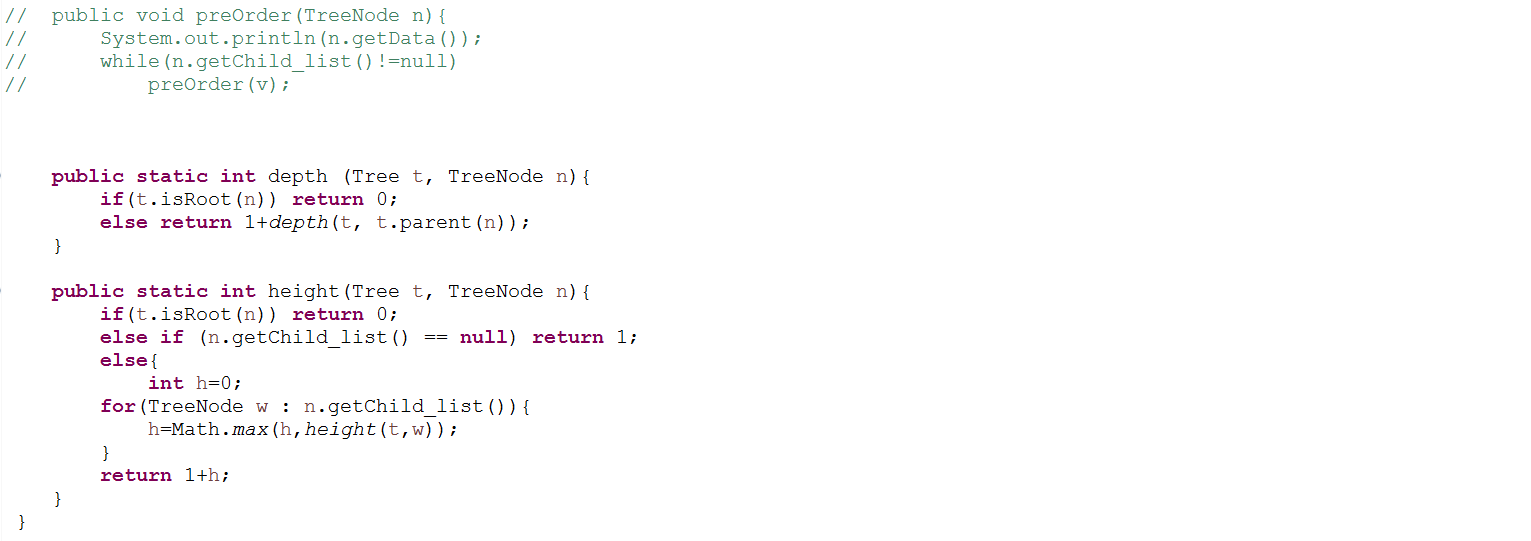 //  public void preOrder(TreeNode n){
//      System.out.println(n.getData());
//      while(n.getChild_list()!=null)
//          preOrder(v);
    public static int depth (Tree t, TreeNode n){
        if(t.isRoot(n)) return 0;
        else return 1+depth(t, t.parent(n));
    }
    public static int height(Tree t, TreeNode n){
        if(t.isRoot(n)) return 0;
        else if (n.getChild_list() == null) return 1;
        else{
            int h=0;
        for(TreeNode w : n.getChild_list()){
            h=Math.max(h,height(t,w));
        }
        return 1+h;
    }
 }